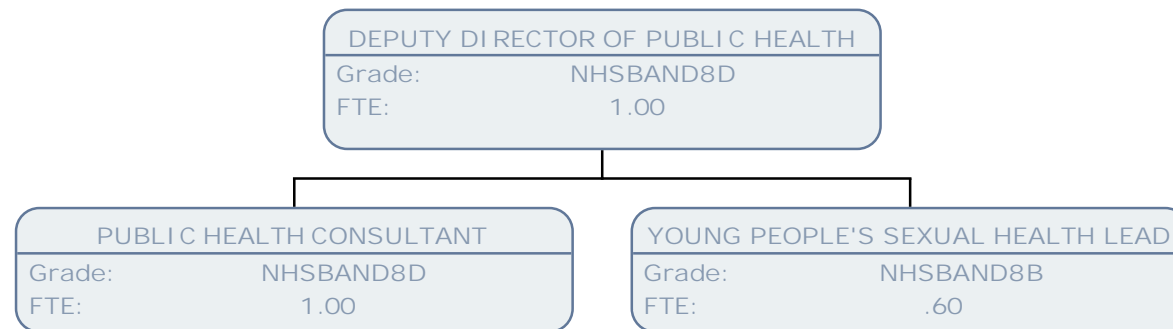 DEPUTY DIRECTOR OF PUBLIC HEALTH
Grade: NHSBAND8D
FTE: 1.00
PUBLIC HEALTH CONSULTANT
Grade: NHSBAND8D
FTE: 1.00
YOUNG PEOPLE'S SEXUAL HEALTH LEAD
Grade: NHSBAND8B
FTE: .60